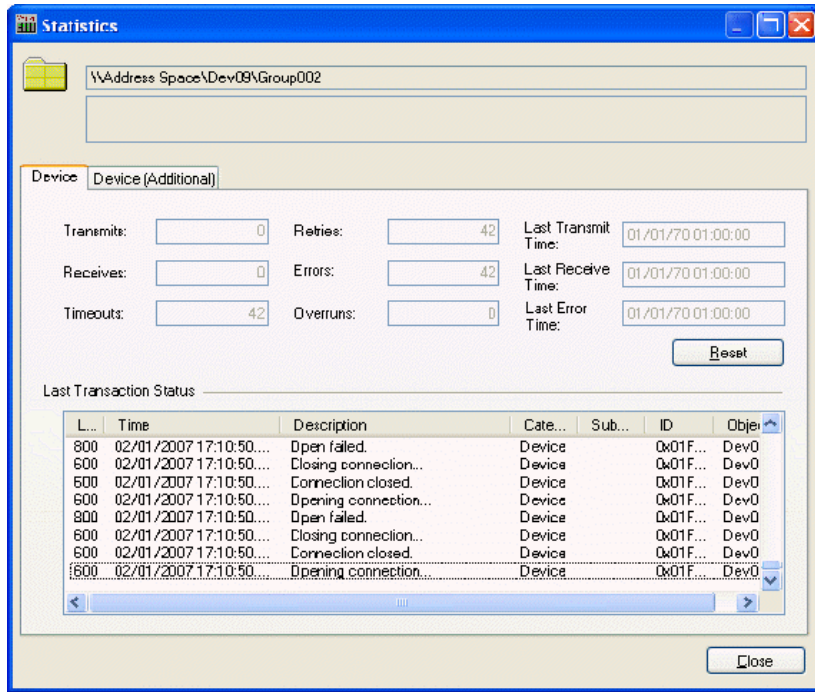 Statistics
\\Address Space\Dev09\Group002
Device Device (Additional)
Transmits: 0 Retries: 42 Last Transmit Time: 01/01/70 01:00:00
Receives: 0 Errors: 42 Last Receive Time: 01/01/70 01:00:00
Timeouts: 42 Overruns: 0 Last Error Time: 01/01/70 01:00:00
Reset
Last Transaction Status
L... Time Description Cate... Sub... ID Obje
800 02/01/2007 17:10:50.... Open failed. Device 0x01F... Dev0
600 02/01/2007 17:10:50.... Closing connection... Device 0x01F... Dev0
600 02/01/2007 17:10:50.... Connection closed. Device 0x01F... Dev0
600 02/01/2007 17:10:50.... Opening connection... Device 0x01F... Dev0
800 02/01/2007 17:10:50.... Open failed. Device 0x01F... Dev0
600 02/01/2007 17:10:50.... Closing connection... Device 0x01F... Dev0
600 02/01/2007 17:10:50.... Connection closed. Device 0x01F... Dev0
600 02/01/2007 17:10:50.... Opening connection... Device 0x01F... Dev0
Close